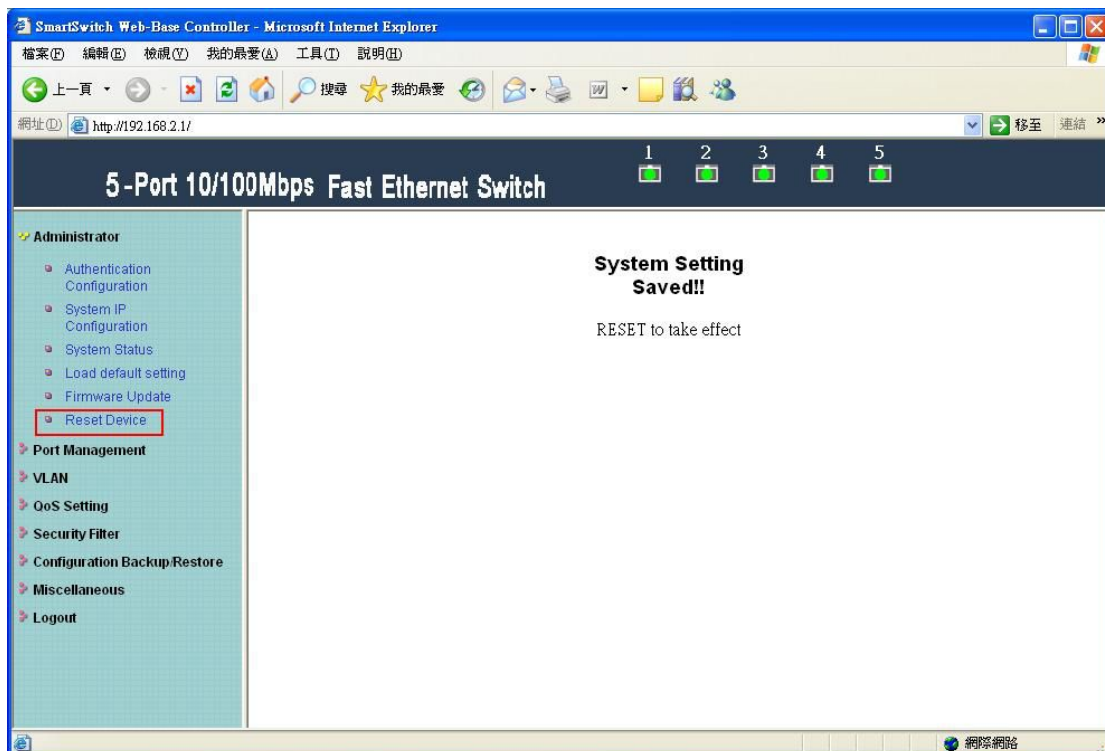 SmartSwitch Web-Base Controller - Microsoft Internet Explorer
檔案(F) 編輯(E) 檢視(V) 我的最愛(A) 工具(T) 說明(H)
上一頁 搜尋 我的最愛
網址(D) http://192.168.2.1/ 移至 連結 »
1 2 3 4 5
5-Port 10/100Mbps Fast Ethernet Switch
Administrator
Authentication
Configuration
System IP
Configuration
System Status
Load default setting
Firmware Update
Reset Device
Port Management
VLAN
QoS Setting
Security Filter
Configuration Backup/Restore
Miscellaneous
Logout
System Setting
Saved!!
RESET to take effect
網際網路